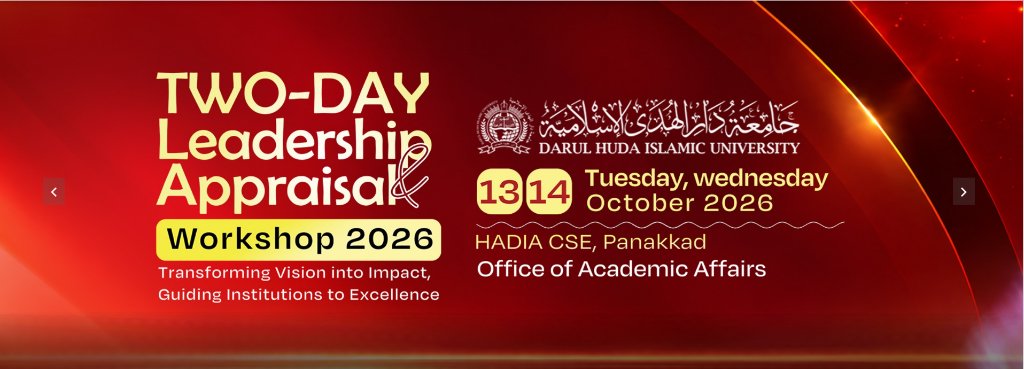 TWO-DAY
Leadership &
Appraisal
Workshop 2026
Transforming Vision into Impact,
Guiding Institutions to Excellence
جامعة دار الهدى الإسلامية
DARUL HUDA ISLAMIC UNIVERSITY
13 14 Tuesday, wednesday
October 2026
HADIA CSE, Panakkad
Office of Academic Affairs